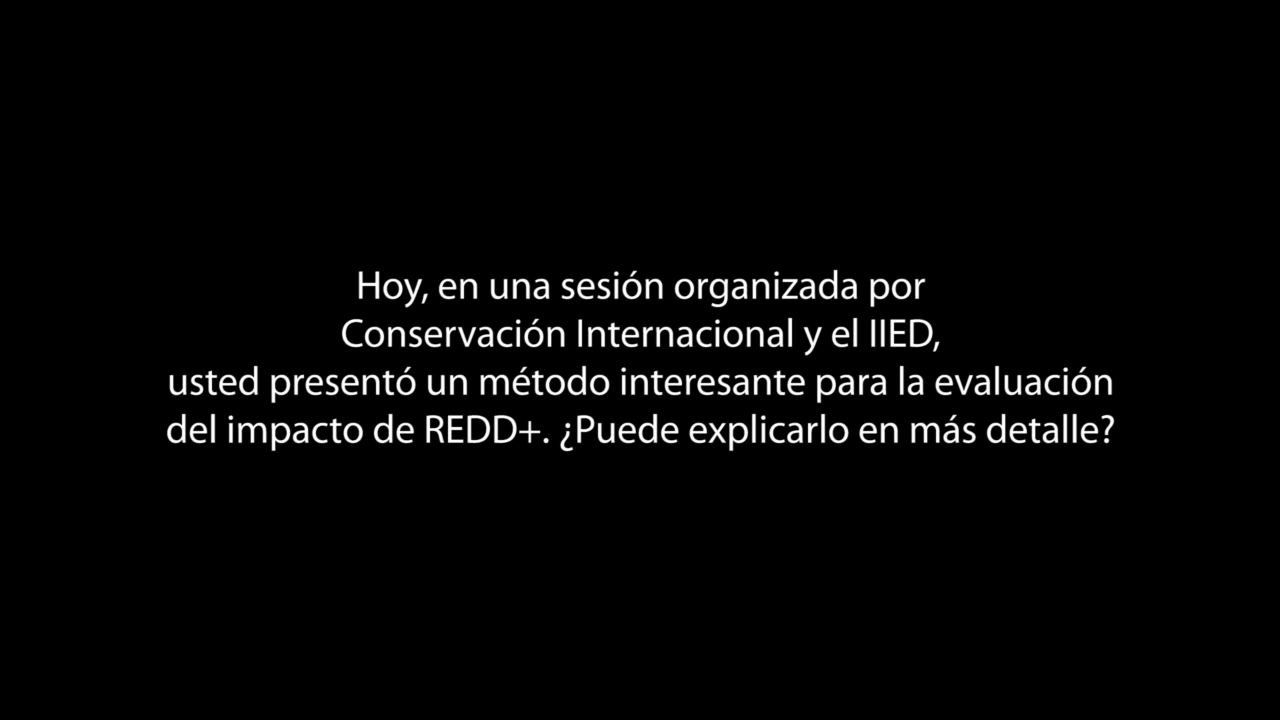 Hoy, en una sesión organizada por
Conservación Internacional y el IIED,
usted presentó un método interesante para la evaluación
del impacto de REDD+. ¿Puede explicarlo en más detalle?